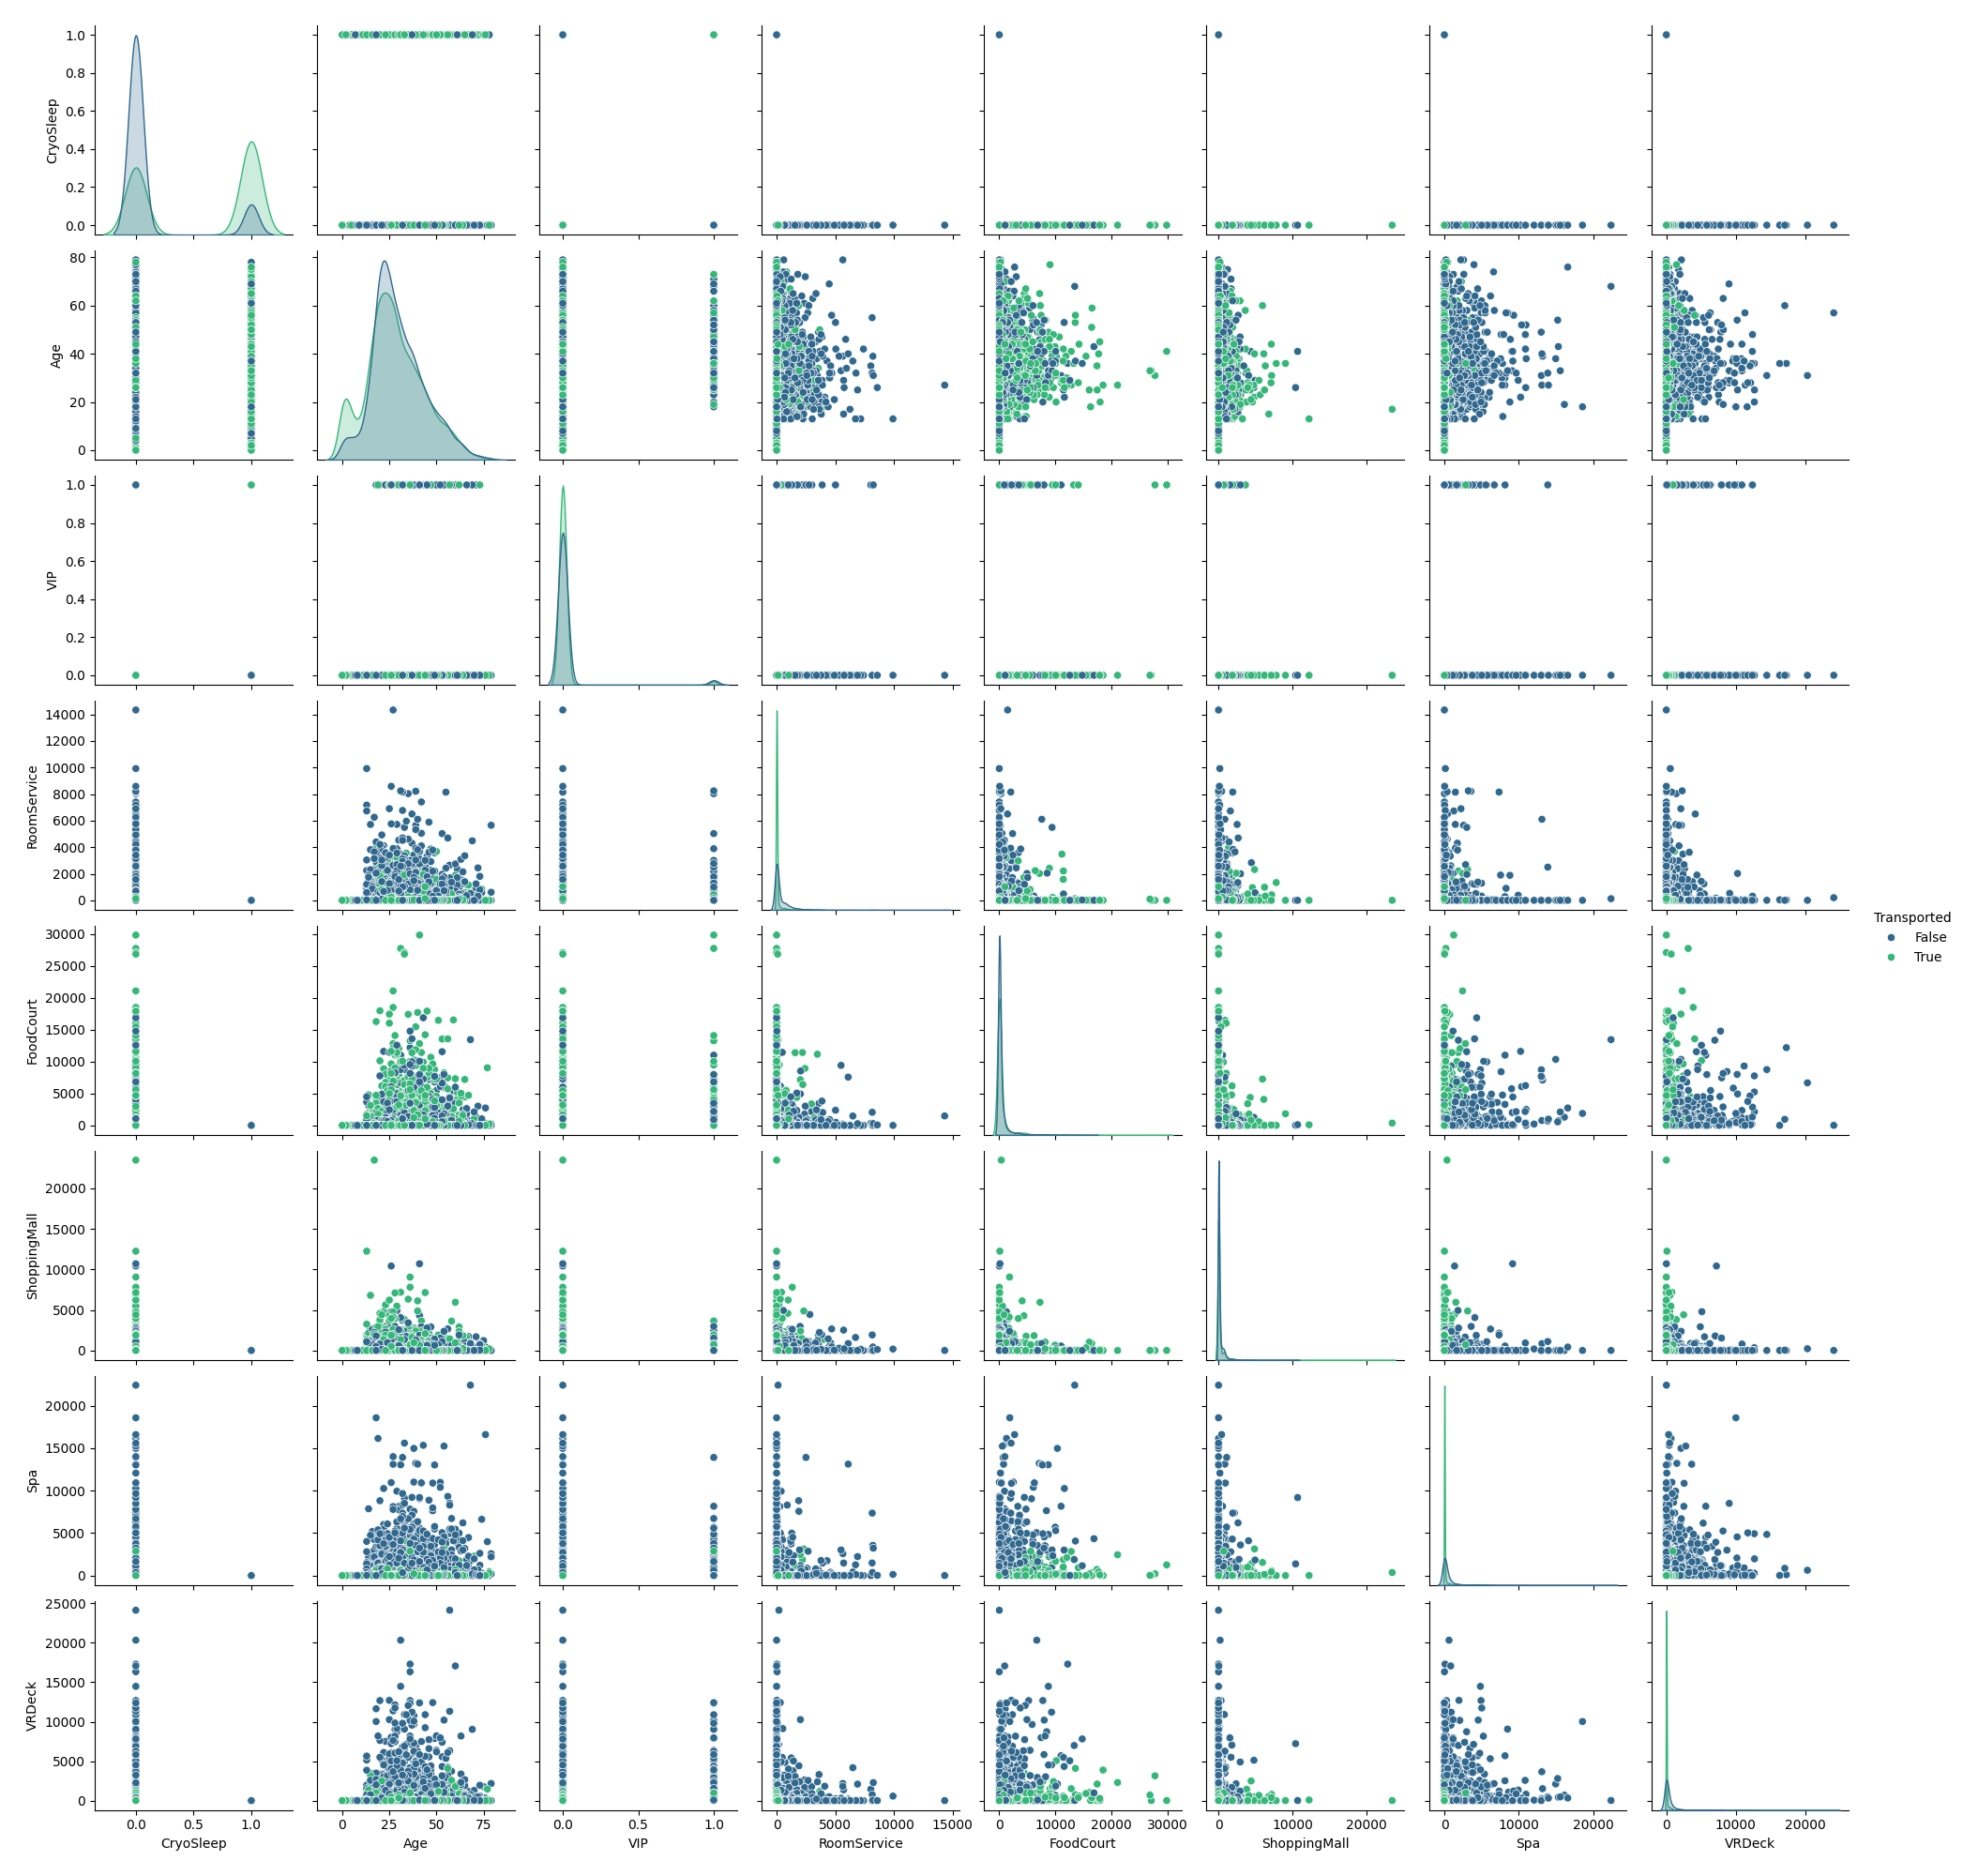 1.0
0.8
0.6
0.4
0.2
0.0
CryoSleep
80
60
40
20
0
Age
1.0
0.8
0.6
0.4
0.2
0.0
VIP
14000
12000
10000
8000
6000
4000
2000
0
RoomService
30000
25000
20000
15000
10000
5000
0
FoodCourt
20000
15000
10000
5000
0
ShoppingMall
20000
15000
10000
5000
0
Spa
25000
20000
15000
10000
5000
0
VRDeck
0.0 0.5 1.0
CryoSleep
0 25 50 75
Age
0.0 1.0
VIP
0 5000 10000 15000
RoomService
0 10000 20000 30000
FoodCourt
0 10000 20000
ShoppingMall
0 10000 20000
Spa
0 10000 20000
VRDeck
Transported
False
True